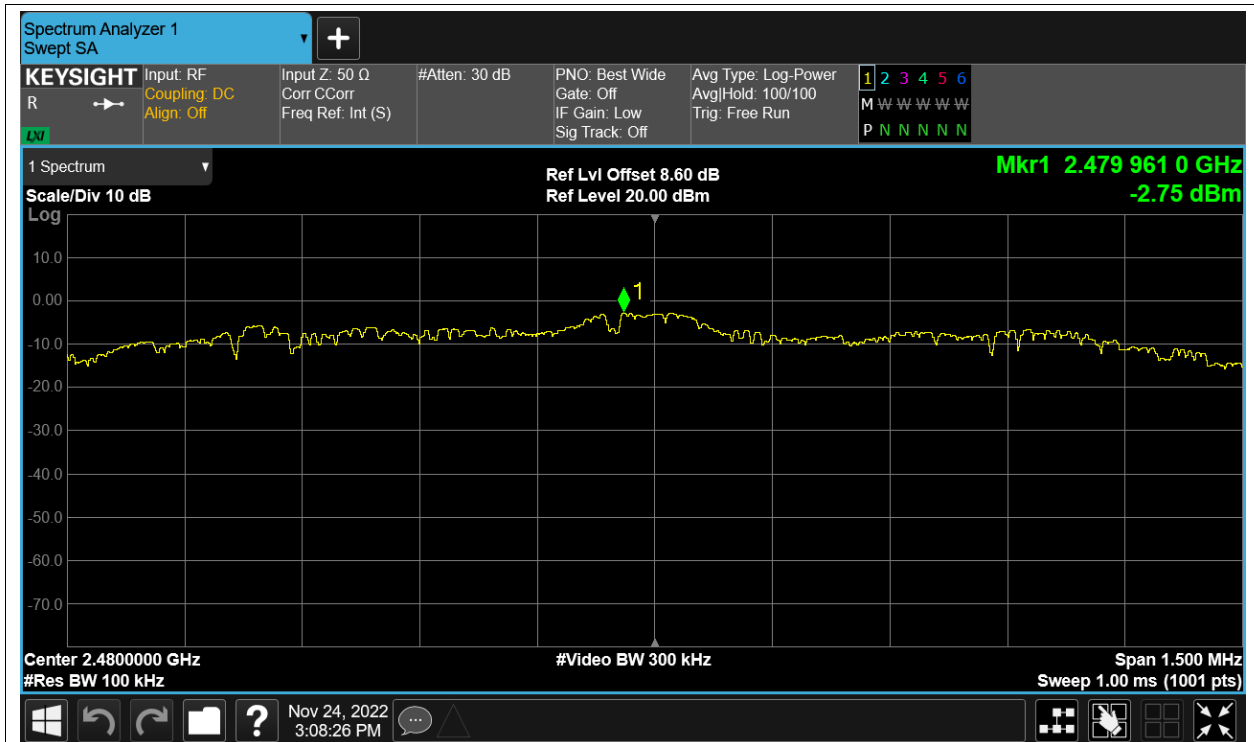 Spectrum Analyzer 1
Swept SA
+
KEYSIGHT
R
LXI
Input: RF
Coupling: DC
Align: Off
Input Z: 50 Ω
Corr CCorr
Freq Ref: Int (S)
#Atten: 30 dB
PNO: Best Wide
Gate: Off
IF Gain: Low
Sig Track: Off
Avg Type: Log-Power
Avg|Hold: 100/100
Trig: Free Run
1 2 3 4 5 6
M W W W W W
P N N N N N
1 Spectrum
Scale/Div 10 dB
Ref Lvl Offset 8.60 dB
Ref Level 20.00 dBm
Mkr1 2.479 961 0 GHz
-2.75 dBm
Log
10.0
0.00
-10.0
-20.0
-30.0
-40.0
-50.0
-60.0
-70.0
1
Center 2.4800000 GHz
#Res BW 100 kHz
#Video BW 300 kHz
Span 1.500 MHz
Sweep 1.00 ms (1001 pts)
?
Nov 24, 2022
3:08:26 PM